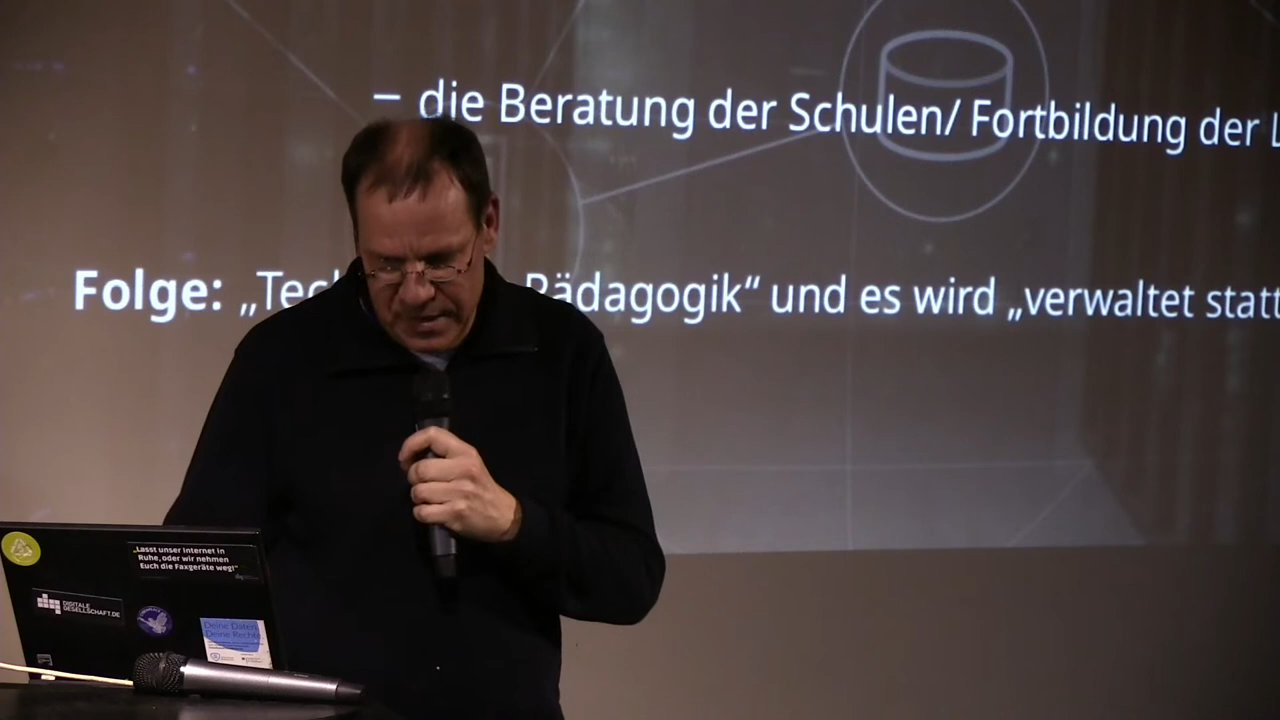 – die Beratung der Schulen/ Fortbildung der
Folge: „Tec Pädagogik“ und es wird „verwaltet statt
„Lasst unser Internet in
Ruhe, oder wir nehmen
Euch die Faxgeräte weg!“
DIGITALE
GESELLSCHAFT.DE
Deine Daten
Deine Rechte